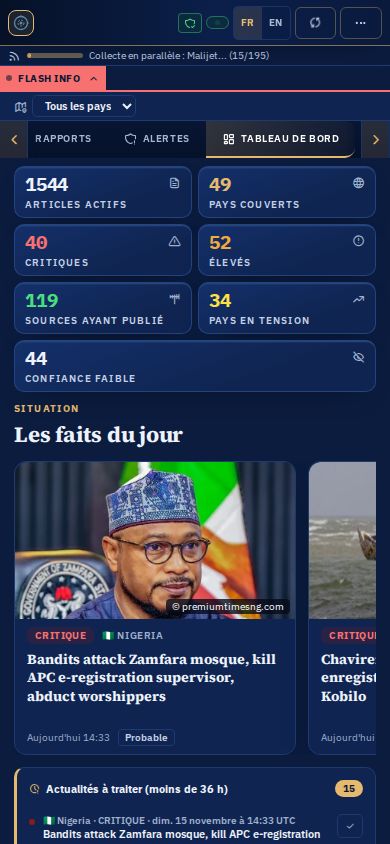 FR
EN
Collecte en parallèle : Malijet... (15/195)
FLASH INFO
Tous les pays
RAPPORTS
ALERTES
TABLEAU DE BORD
1544
ARTICLES ACTIFS
49
PAYS COUVERTS
40
CRITIQUES
52
ÉLEVÉS
119
SOURCES AYANT PUBLIÉ
34
PAYS EN TENSION
44
CONFIANCE FAIBLE
SITUATION
Les faits du jour
© premiumtimesng.com
CRITIQUE NIGERIA
Bandits attack Zamfara mosque, kill
APC e-registration supervisor,
abduct worshippers
Aujourd'hui 14:33 Probable
Chavire
enregist
Kobilo
Aujourd'hui
Actualités à traiter (moins de 36 h) 15
Nigeria · CRITIQUE · dim. 15 novembre à 14:33 UTC
Bandits attack Zamfara mosque, kill APC e-registration